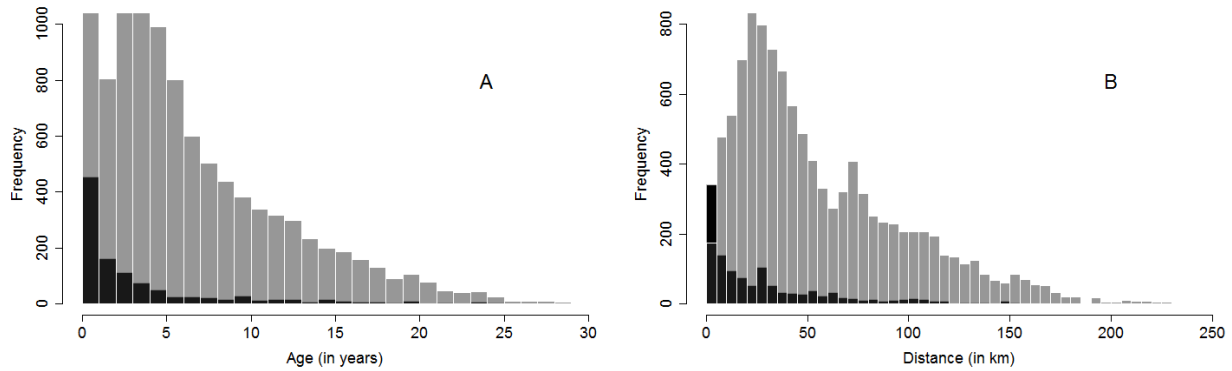 A
Frequency
0 200 400 600 800 1000
0 5 10 15 20 25 30
Age (in years)
B
Frequency
0 200 400 600 800
0 50 100 150 200 250
Distance (in km)